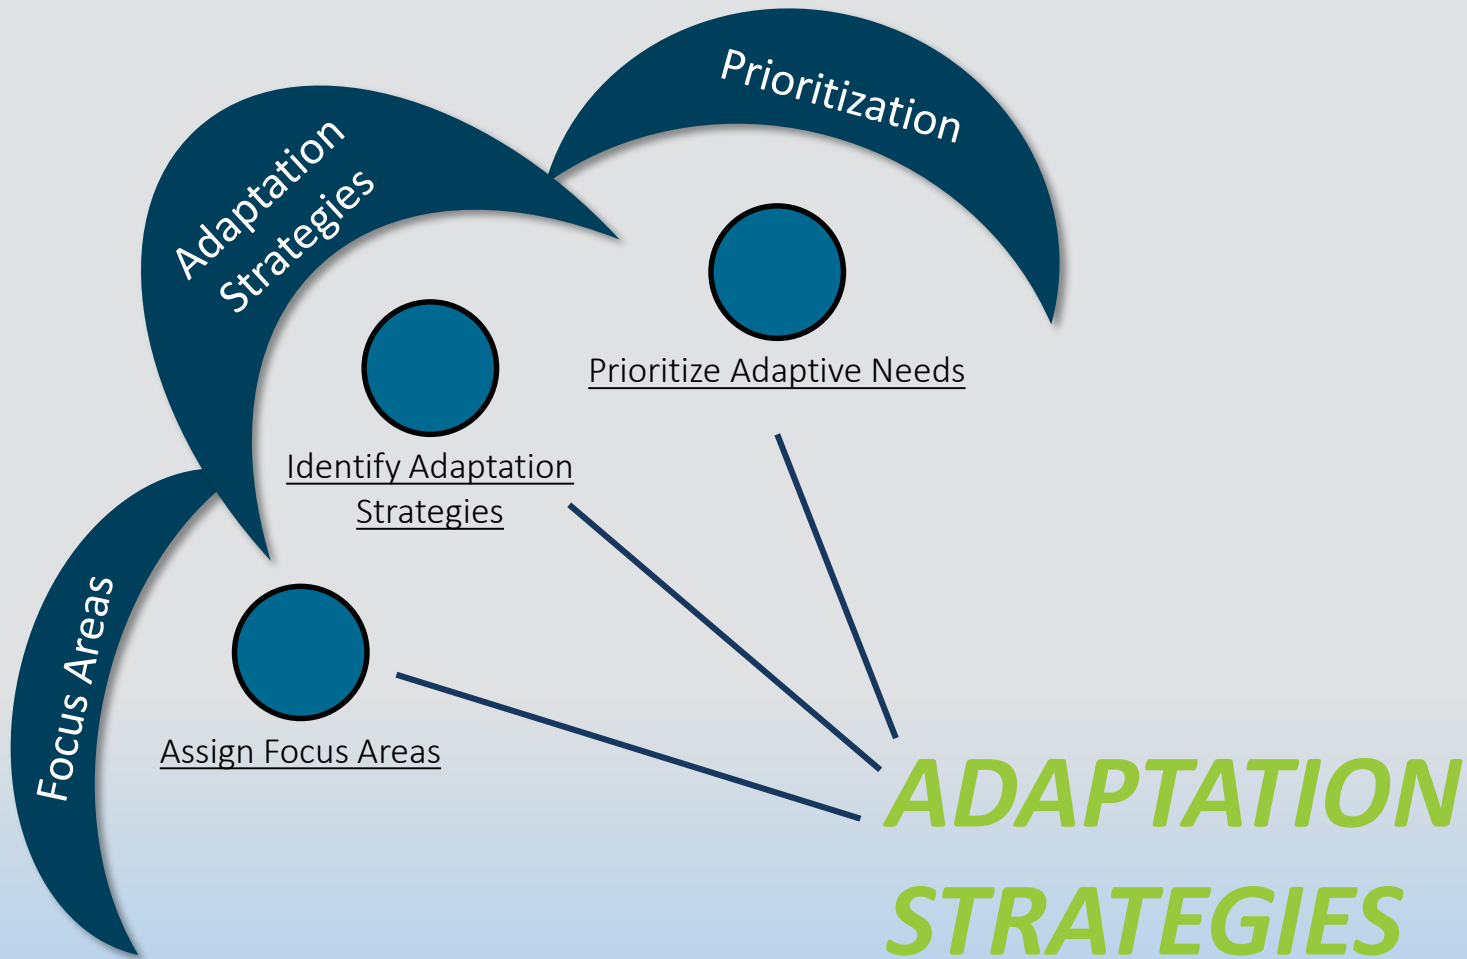 Prioritization
Adaptation
Strategies
Prioritize Adaptive Needs
Identify Adaptation
Strategies
Focus Areas
Assign Focus Areas
ADAPTATION
STRATEGIES